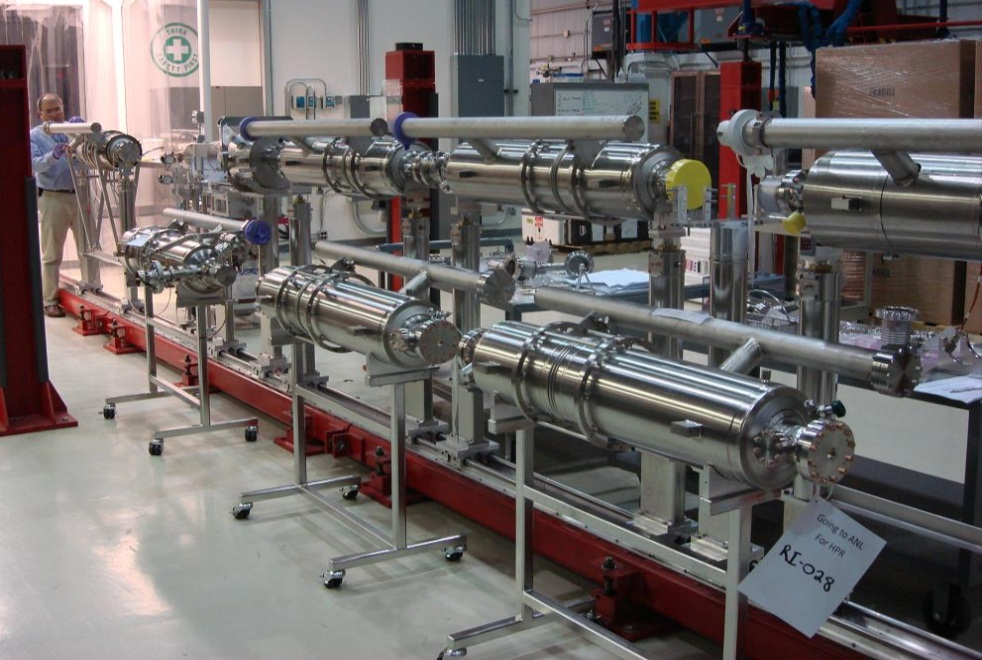 THINK
SAFETY FIRST
Going to ANL
For HPR
RI-028